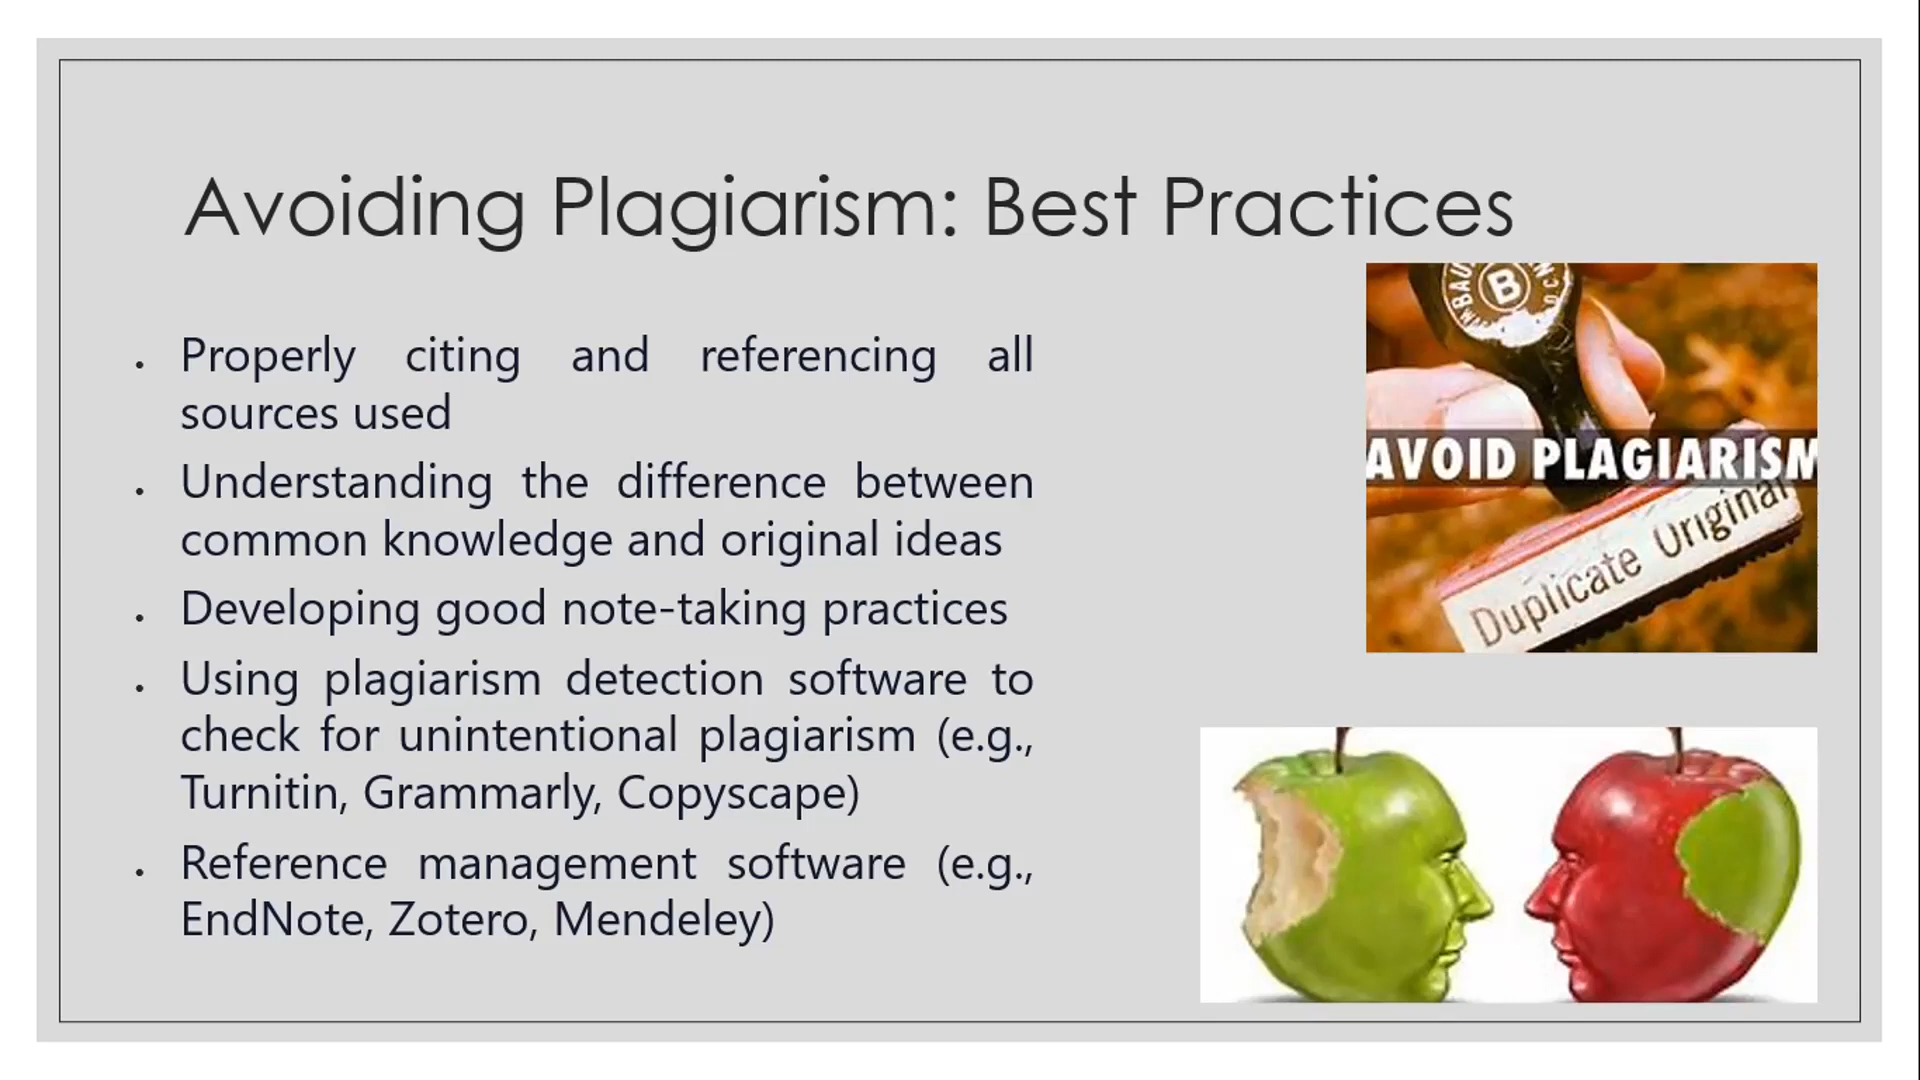 Avoiding Plagiarism: Best Practices
Properly citing and referencing all
sources used
Understanding the difference between
common knowledge and original ideas
Developing good note-taking practices
Using plagiarism detection software to
check for unintentional plagiarism (e.g.,
Turnitin, Grammarly, Copyscape)
Reference management software (e.g.,
EndNote, Zotero, Mendeley)
B
AVOID PLAGIARISM
Duplicate Original